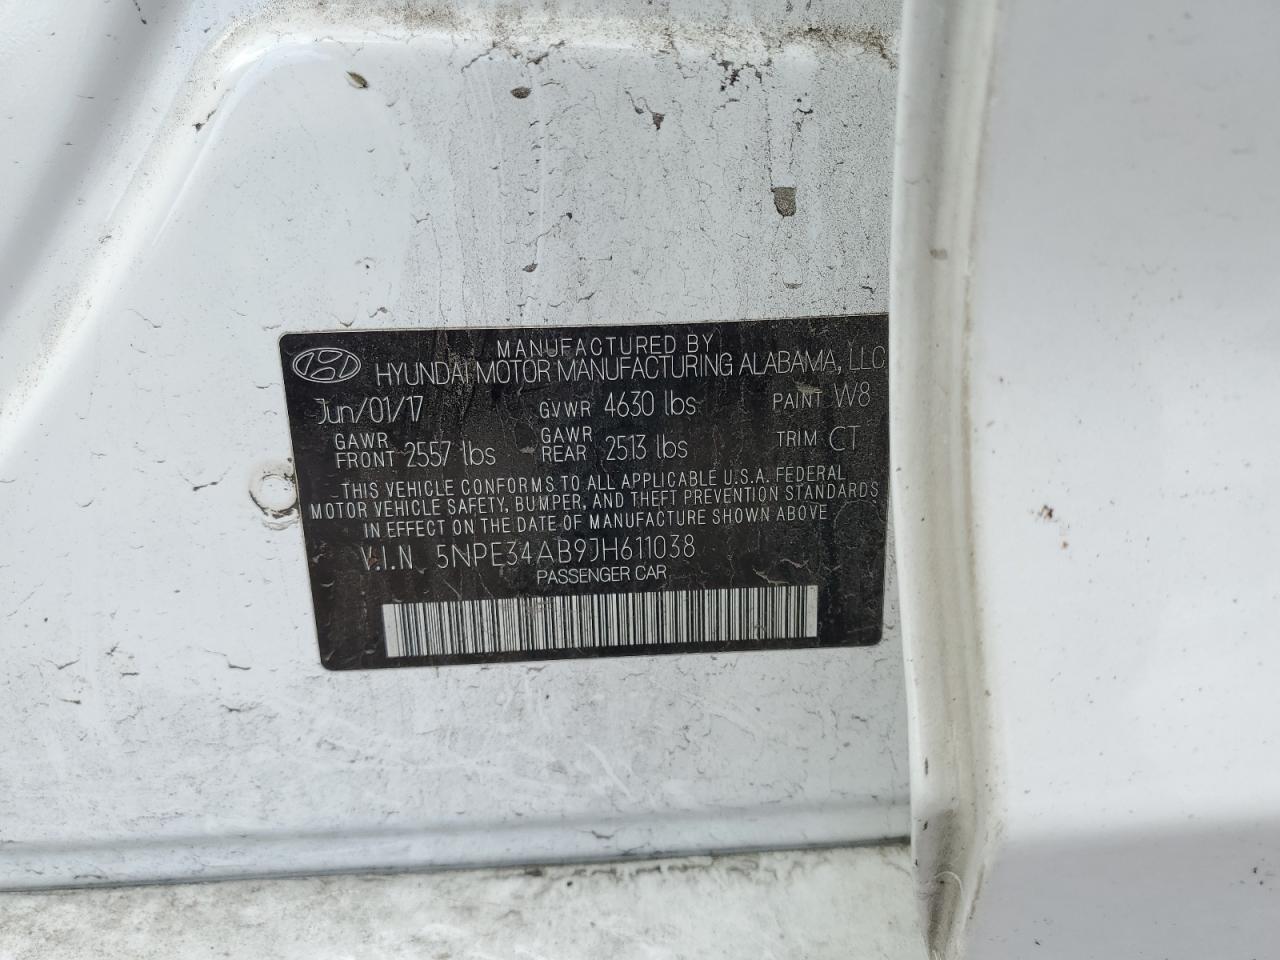 MANUFACTURED BY
HYUNDAI MOTOR MANUFACTURING ALABAMA, LLC
Jun/01/17 GVWR 4630 lbs PAINT W8
GAWR FRONT 2557 lbs GAWR REAR 2513 lbs TRIM CT
THIS VEHICLE CONFORMS TO ALL APPLICABLE U.S.A. FEDERAL
MOTOR VEHICLE SAFETY, BUMPER, AND THEFT PREVENTION STANDARDS
IN EFFECT ON THE DATE OF MANUFACTURE SHOWN ABOVE
V.I.N 5NPE34AB9JH611038
PASSENGER CAR